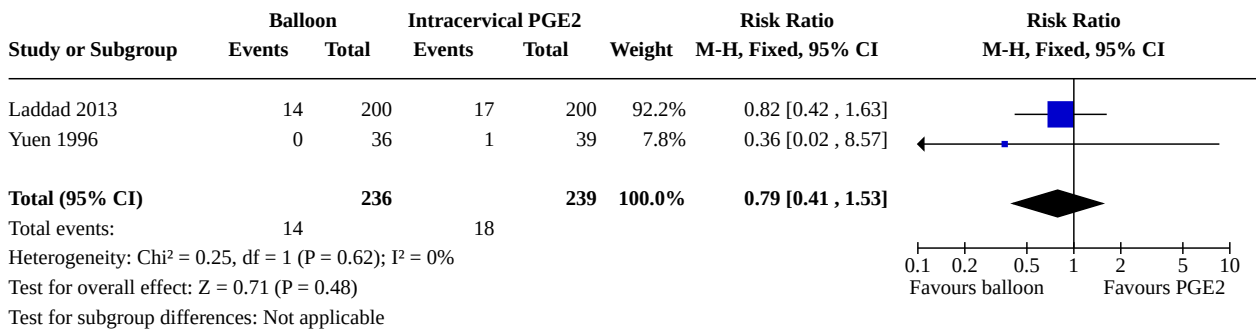 Balloon Intracervical PGE2 Risk Ratio Risk Ratio
Study or Subgroup Events Total Events Total Weight M-H, Fixed, 95% CI M-H, Fixed, 95% CI
Laddad 2013 14 200 17 200 92.2% 0.82 [0.42 , 1.63]
Yuen 1996 0 36 1 39 7.8% 0.36 [0.02 , 8.57]
Total (95% CI) 236 239 100.0% 0.79 [0.41 , 1.53]
Total events: 14 18
Heterogeneity: Chi² = 0.25, df = 1 (P = 0.62); I² = 0%
0.1 0.2 0.5 1 2 5 10
Test for overall effect: Z = 0.71 (P = 0.48) Favours balloon Favours PGE2
Test for subgroup differences: Not applicable